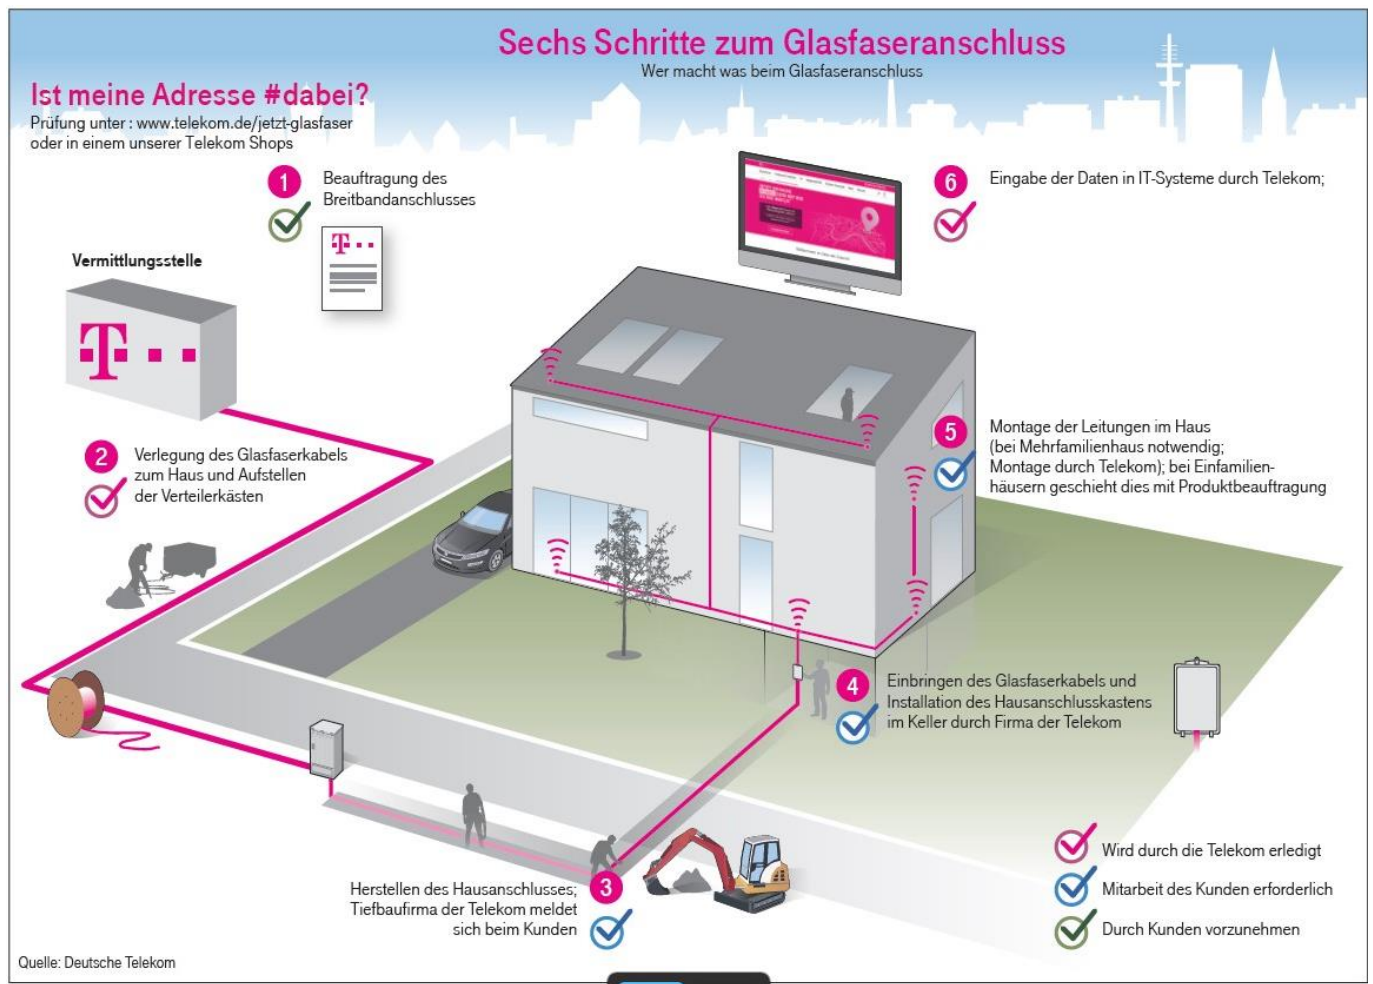 Sechs Schritte zum Glasfaseranschluss
Wer macht was beim Glasfaseranschluss
Ist meine Adresse #dabei?
Prüfung unter : www.telekom.de/jetzt-glasfaser
oder in einem unserer Telekom Shops
1
Beauftragung des
Breitbandanschlusses
T
6
Eingabe der Daten in IT-Systeme durch Telekom;
Vermittlungsstelle
T
2
Verlegung des Glasfaserkabels
zum Haus und Aufstellen
der Verteilerkästen
5
Montage der Leitungen im Haus
(bei Mehrfamilienhaus notwendig;
Montage durch Telekom); bei Einfamilien-
häusern geschieht dies mit Produktbeauftragung
4
Einbringen des Glasfaserkabels und
Installation des Hausanschlusskastens
im Keller durch Firma der Telekom
3
Herstellen des Hausanschlusses;
Tiefbaufirma der Telekom meldet
sich beim Kunden
Wird durch die Telekom erledigt
Mitarbeit des Kunden erforderlich
Durch Kunden vorzunehmen
Quelle: Deutsche Telekom